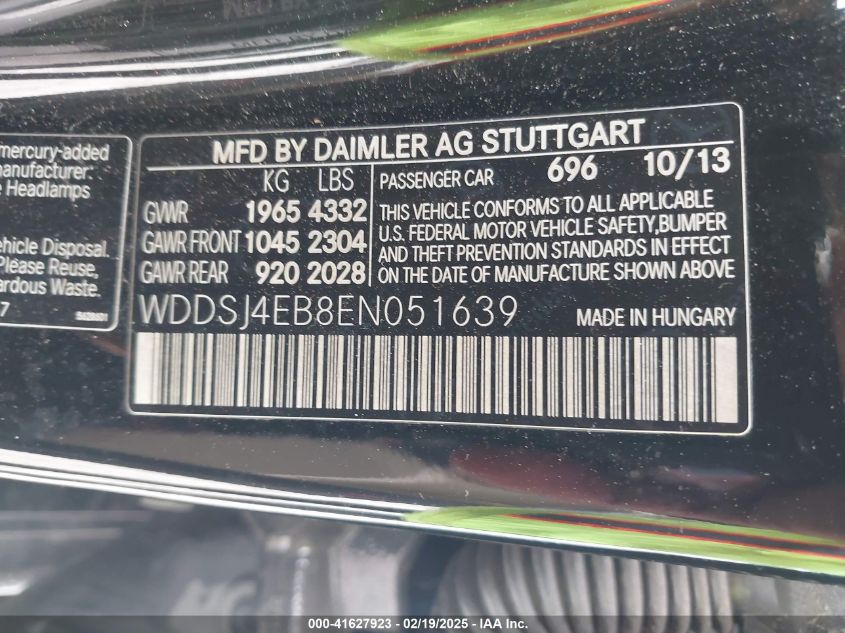 mercury-added
manufacturer.
Headlamps
Vehicle Disposal.
Please Reuse,
Hazardous Waste.
7
MFD BY DAIMLER AG STUTTGART
KG LBS
GVWR 1965 4332
GAWR FRONT 1045 2304
GAWR REAR 920 2028
PASSENGER CAR 696 10/13
THIS VEHICLE CONFORMS TO ALL APPLICABLE
U.S. FEDERAL MOTOR VEHICLE SAFETY,BUMPER
AND THEFT PREVENTION STANDARDS IN EFFECT
ON THE DATE OF MANUFACTURE SHOWN ABOVE
WDDSJ4EB8EN051639 MADE IN HUNGARY
000-41627923 - 02/19/2025 - IAA Inc.